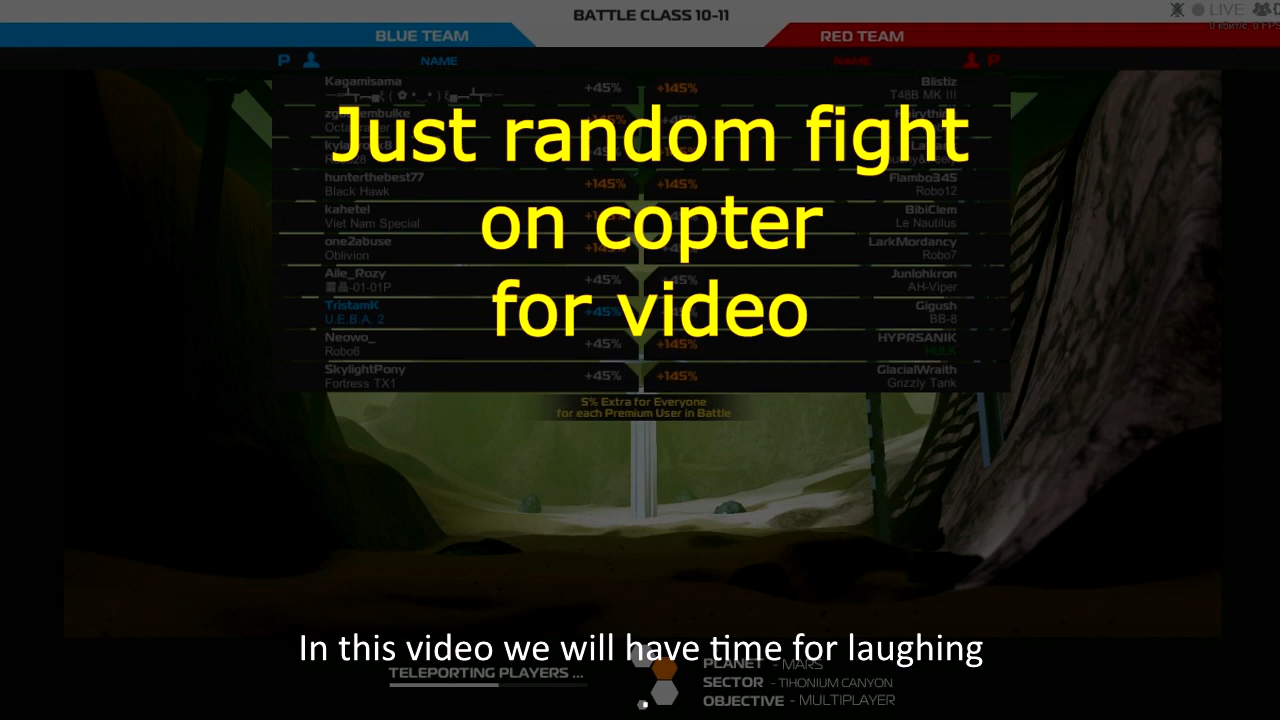 BATTLE CLASS 10-11
LIVE
BLUE TEAM
RED TEAM
P NAME
NAME P
Kagamisama +45% +145% Blistiz
T48B MK III
Just random fight
hunterthebest77 +145% +145% Flambo345
Black Hawk Robo12
kahetel BibiClem
Viet Nam Special Le Nautilus
on copter
one2abuse LarkMordancy
Oblivion Robo7
Alle_Rozy +45% +45% Junlohkron
-01-01P AH-Viper
TristamK +45% Gigush
U.E.B.A. 2 BB-8
for video
Neowo_ +45% +145% HYPRSANIK
Robo6 HULK
SkylightPony +45% +145% GlacialWraith
Fortress TX1 Grizzly Tank
5% Extra for Everyone
for each Premium User in Battle
In this video we will have time for laughing
TELEPORTING PLAYERS ...
PLANET - MARS
SECTOR - TIHONIUM CANYON
OBJECTIVE - MULTIPLAYER